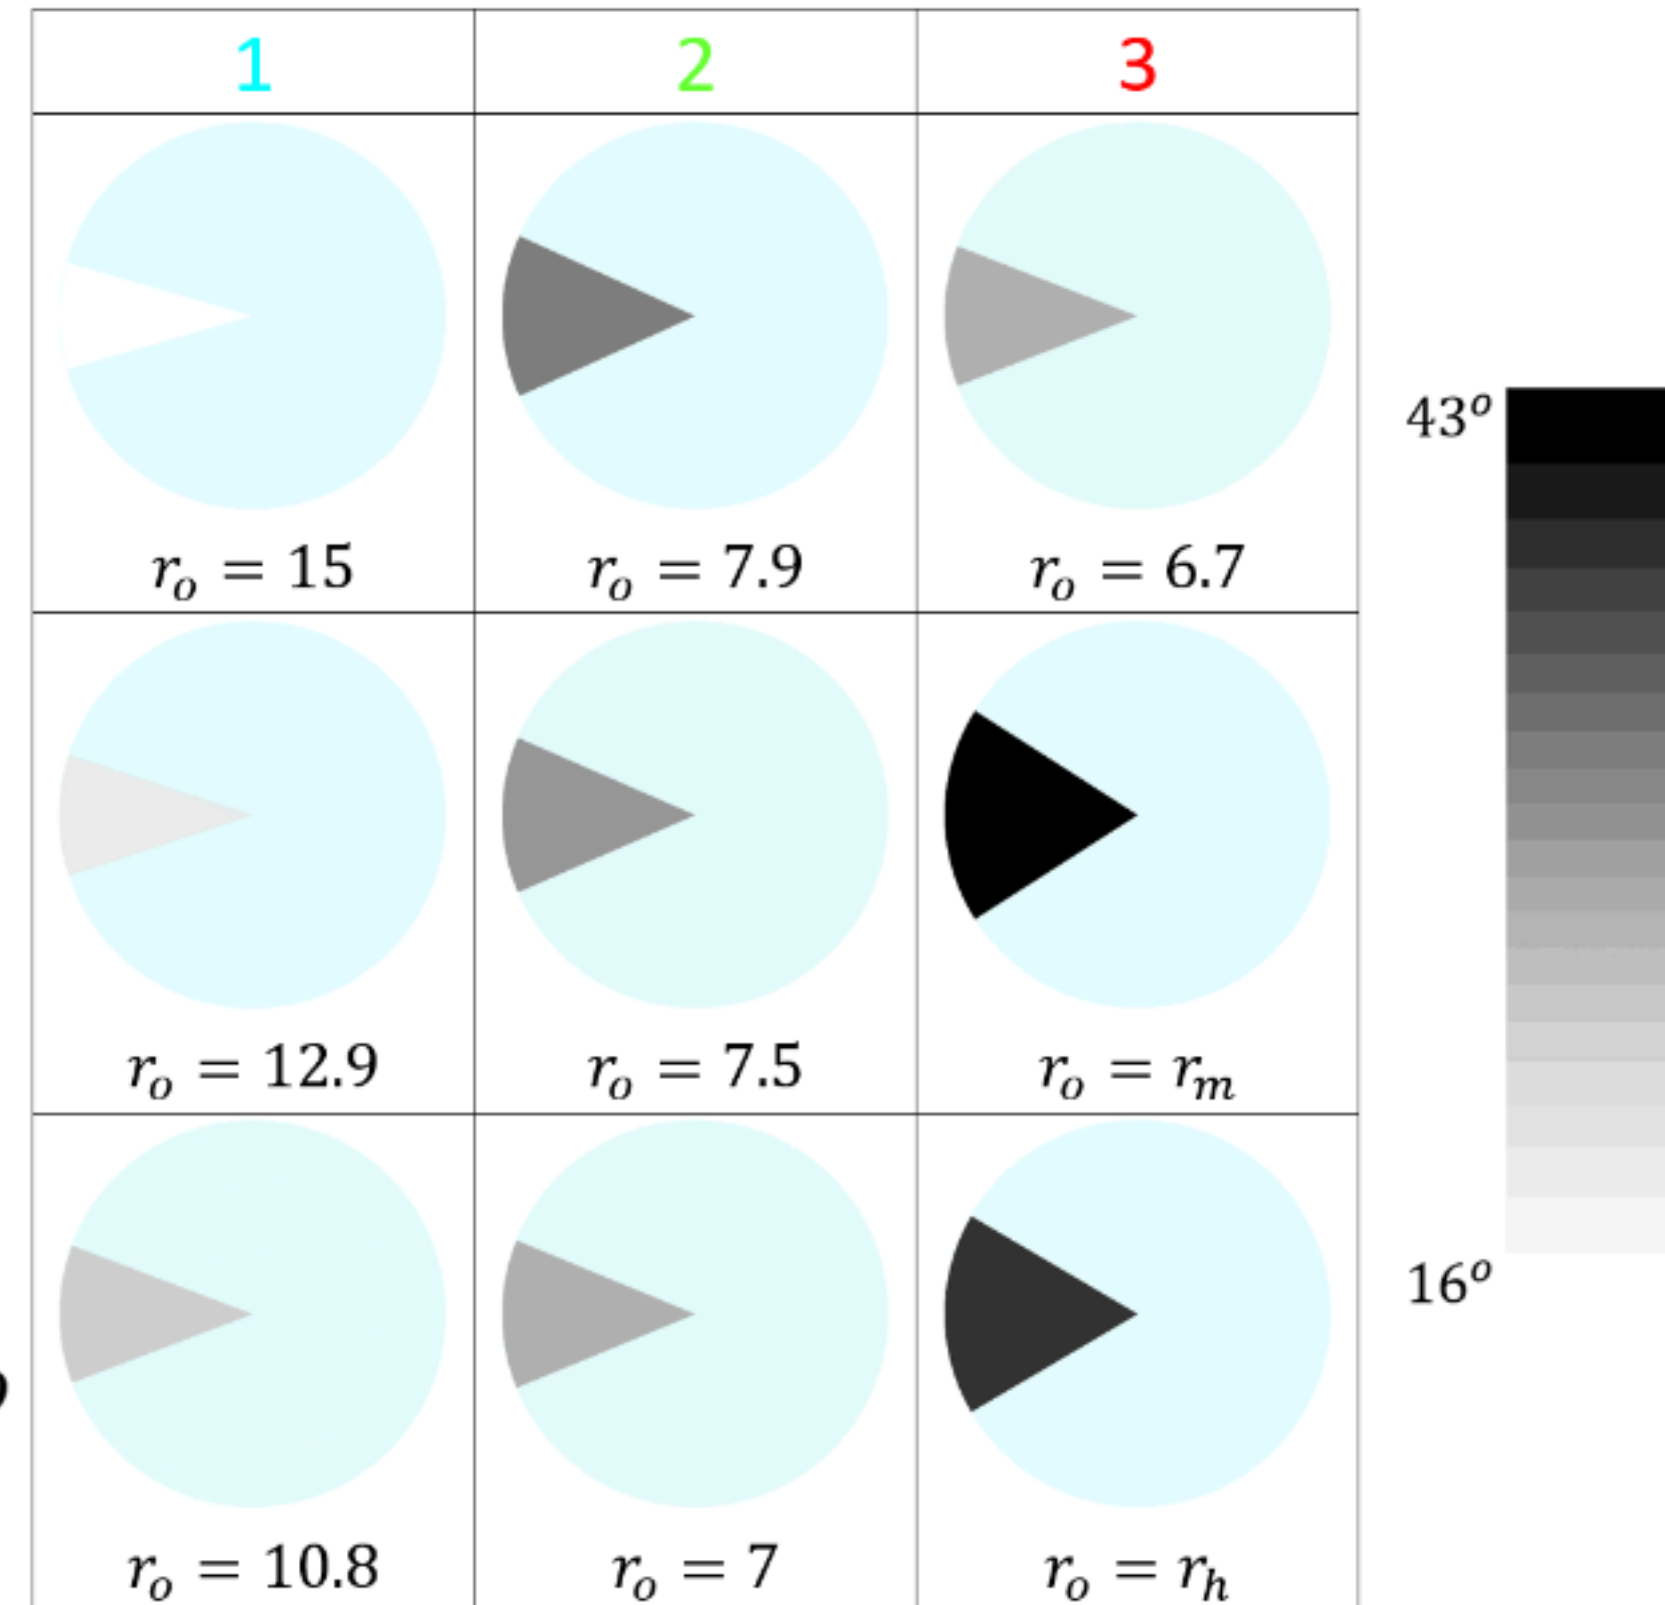 1 2 3
r_o = 15 r_o = 7.9 r_o = 6.7
43^o
r_o = 12.9 r_o = 7.5 r_o = r_m
16^o
r_o = 10.8 r_o = 7 r_o = r_h